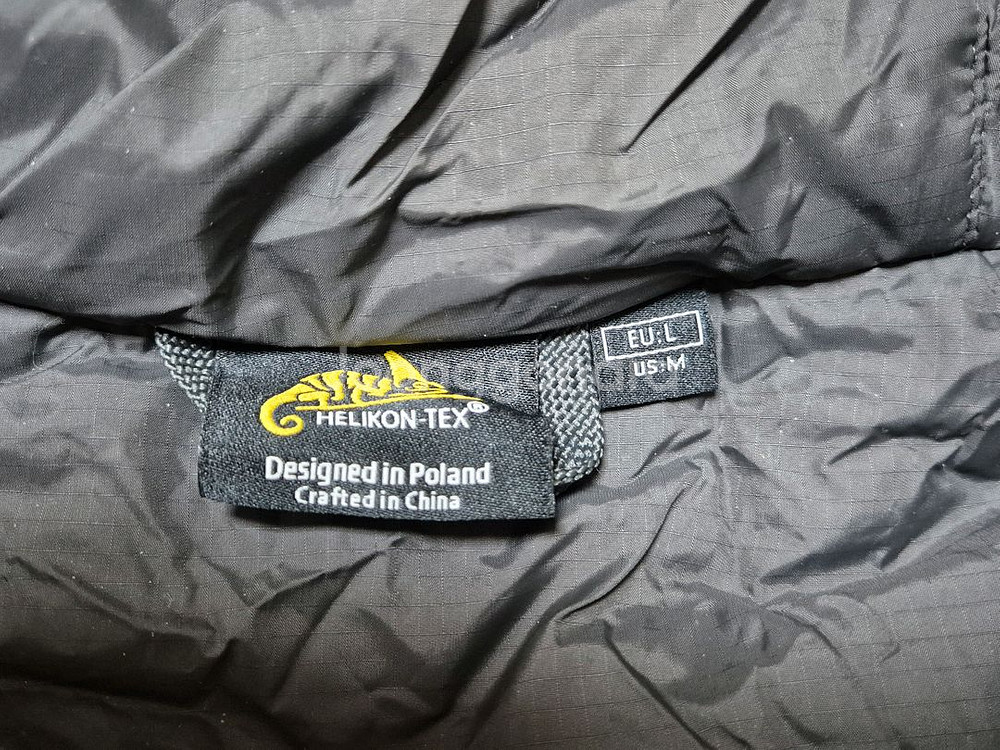 HELIKON-TEX®
Designed in Poland
Crafted in China
EU:L
US:M